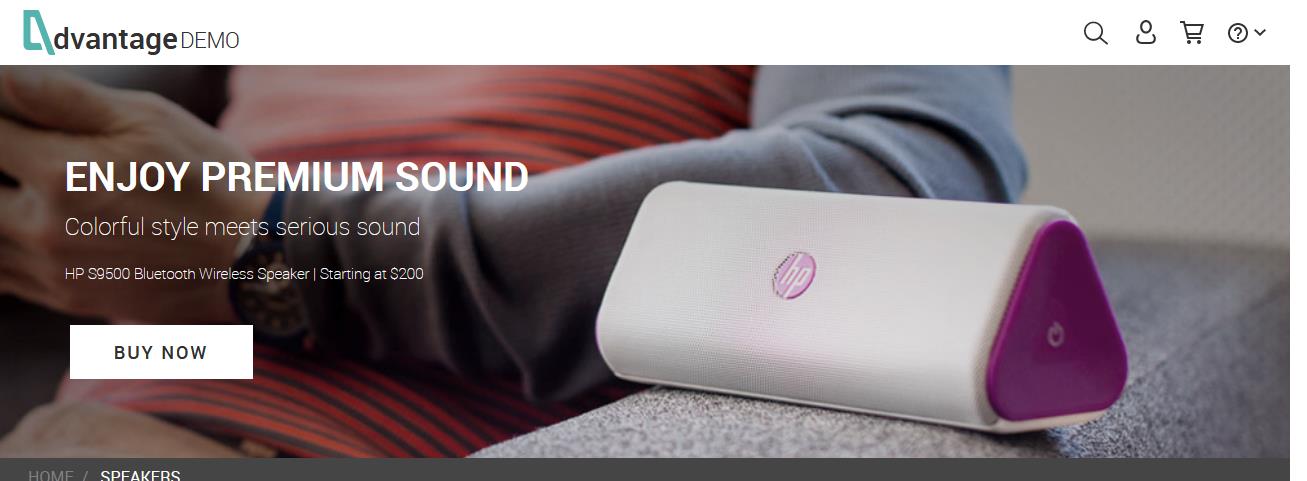 dvantage DEMO
ENJOY PREMIUM SOUND
Colorful style meets serious sound
HP S9500 Bluetooth Wireless Speaker | Starting at $200
hp
BUY NOW
HOME / SPEAKERS